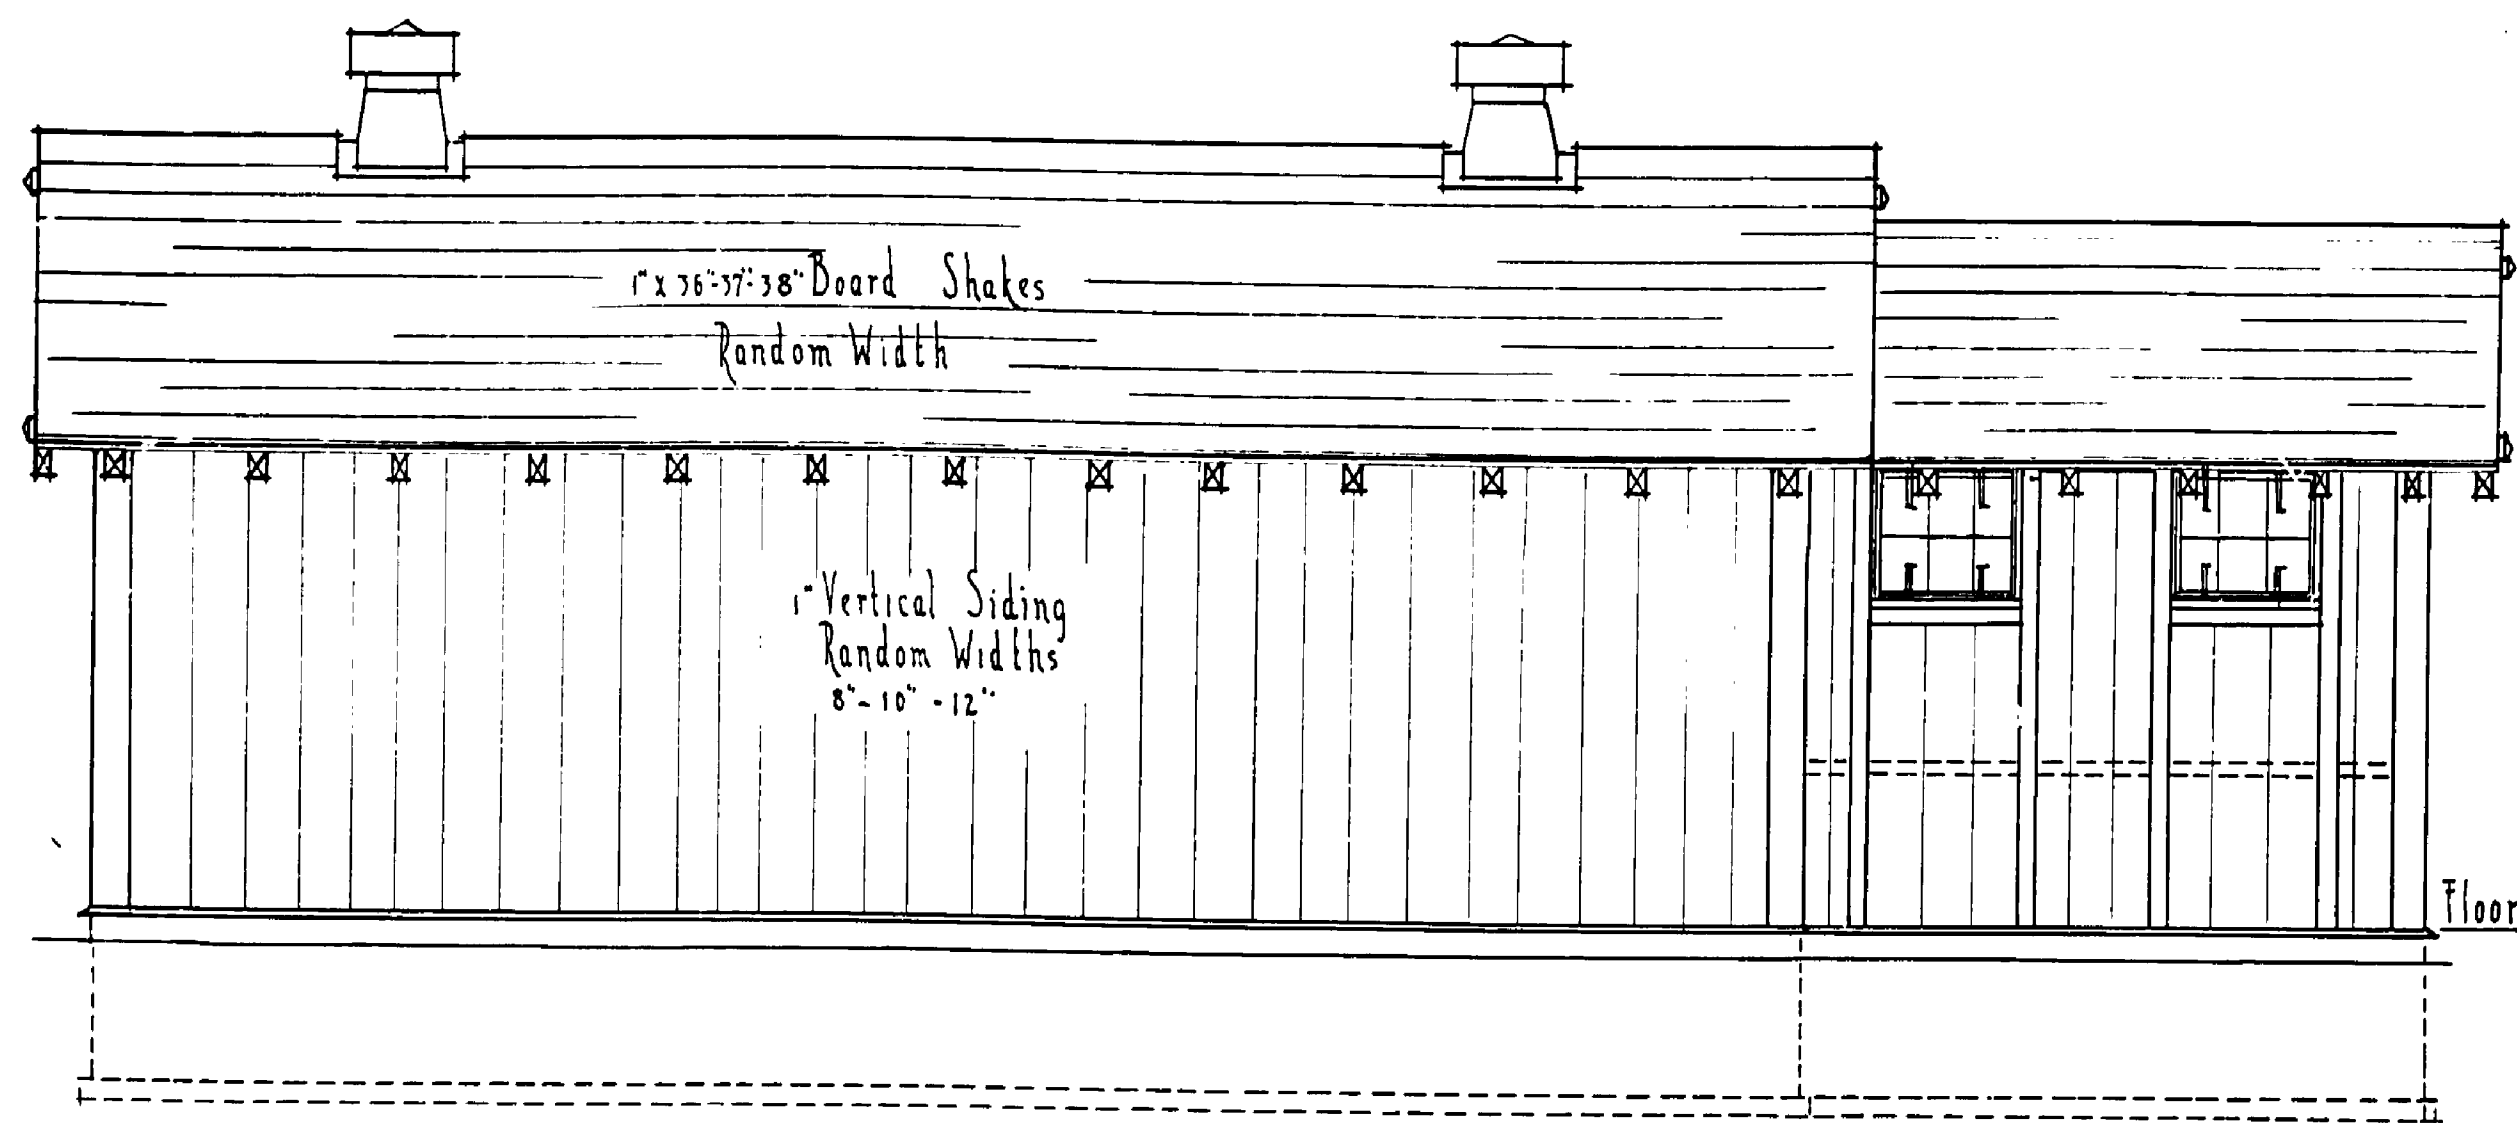 1" x 36"-37"-38" Board Shakes
Random Width
1" Vertical Siding
Random Widths
8" - 10" - 12"
Floor